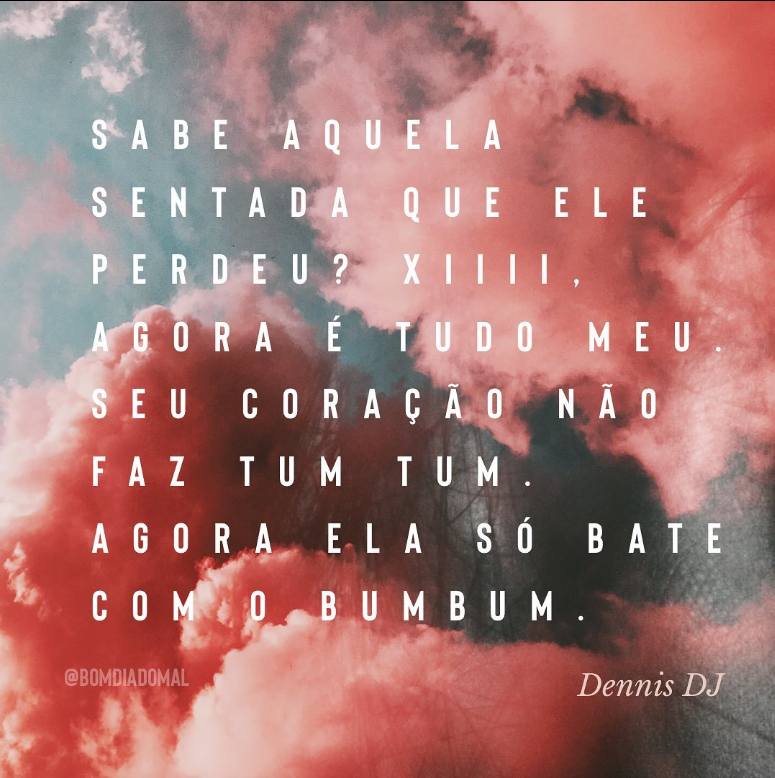 SABE AQUELA
SENTADA QUE ELE
PERDEU? XIIII,
AGORA É TUDO MEU.
SEU CORAÇÃO NÃO
FAZ TUM TUM.
AGORA ELA SÓ BATE
COM O BUMBUM.
@BOMDIADOMAL
Dennis DJ